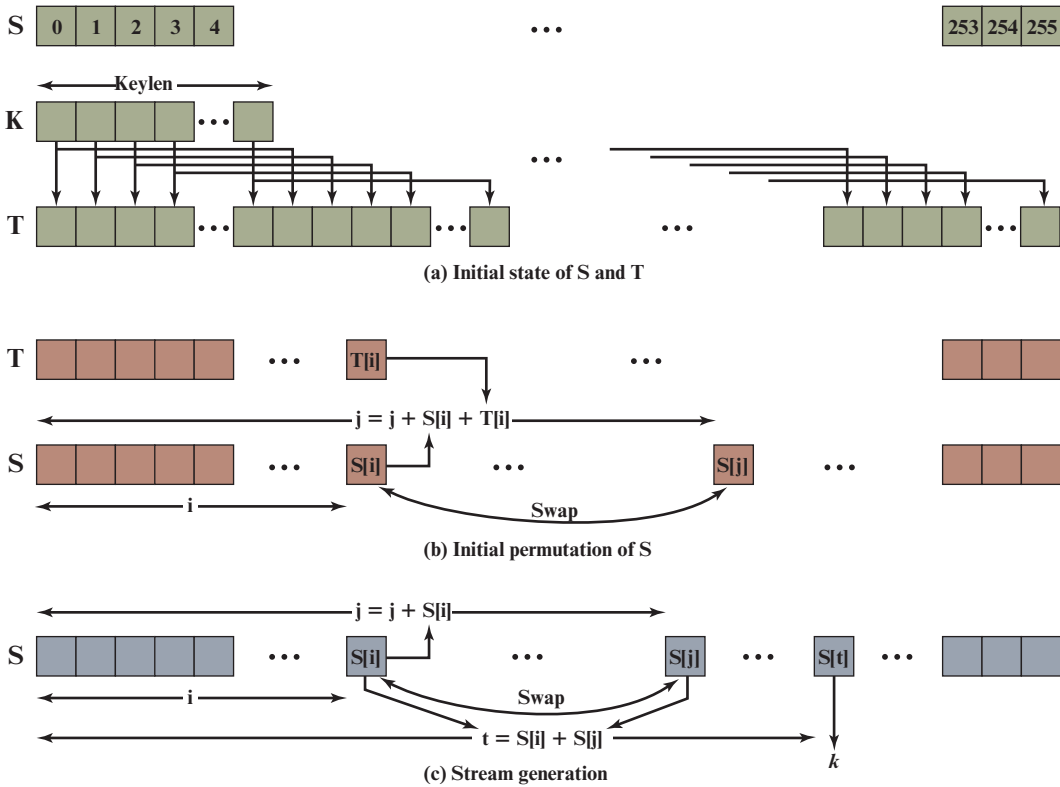 S 0 1 2 3 4 ... 253 254 255
Keylen
K ...
T ... ... ... ...
(a) Initial state of S and T
T ... T[i] ...
j = j + S[i] + T[i]
S ... S[i] ... S[j] ...
i
Swap
(b) Initial permutation of S
j = j + S[i]
S ... S[i] ... S[j] ... S[t] ...
i
Swap
t = S[i] + S[j]
k
(c) Stream generation